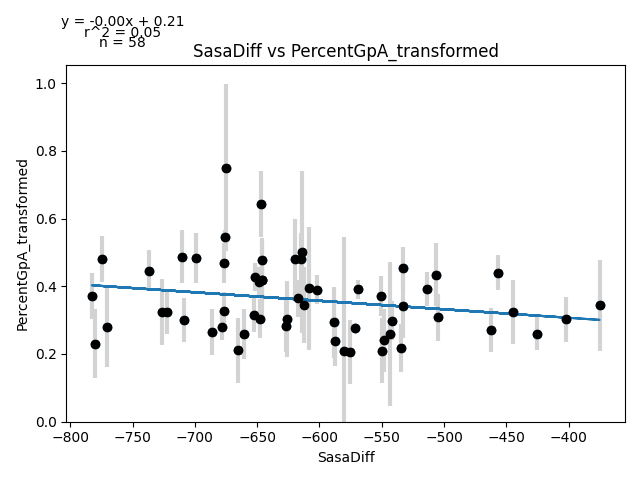 y = -0.00x + 0.21
r^2 = 0.05
n = 58
SasaDiff vs PercentGpA_transformed
PercentGpA_transformed
1.0
0.8
0.6
0.4
0.2
0.0
−800 −750 −700 −650 −600 −550 −500 −450 −400
SasaDiff